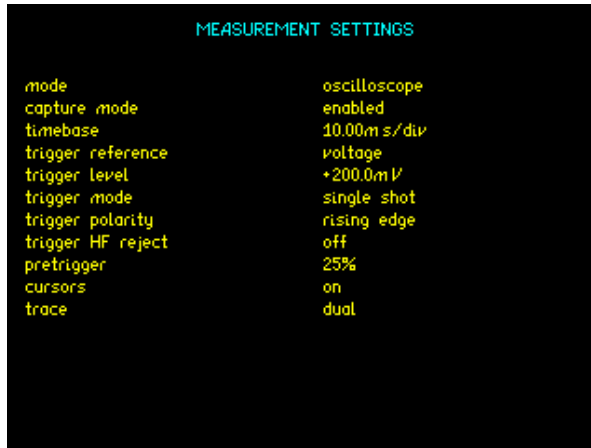 MEASUREMENT SETTINGS
mode oscilloscope
capture mode enabled
timebase 10.00ms/div
trigger reference voltage
trigger level +200.0mV
trigger mode single shot
trigger polarity rising edge
trigger HF reject off
pretrigger 25%
cursors on
trace dual